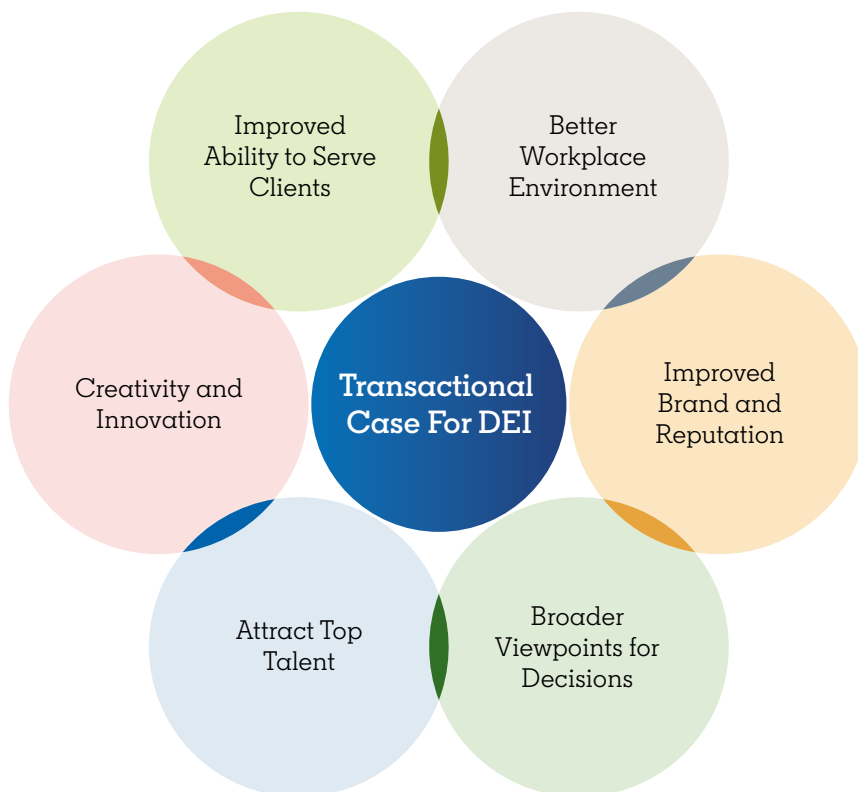 Improved
Ability to Serve
Clients
Better
Workplace
Environment
Creativity and
Innovation
Transactional
Case For DEI
Improved
Brand and
Reputation
Attract Top
Talent
Broader
Viewpoints for
Decisions